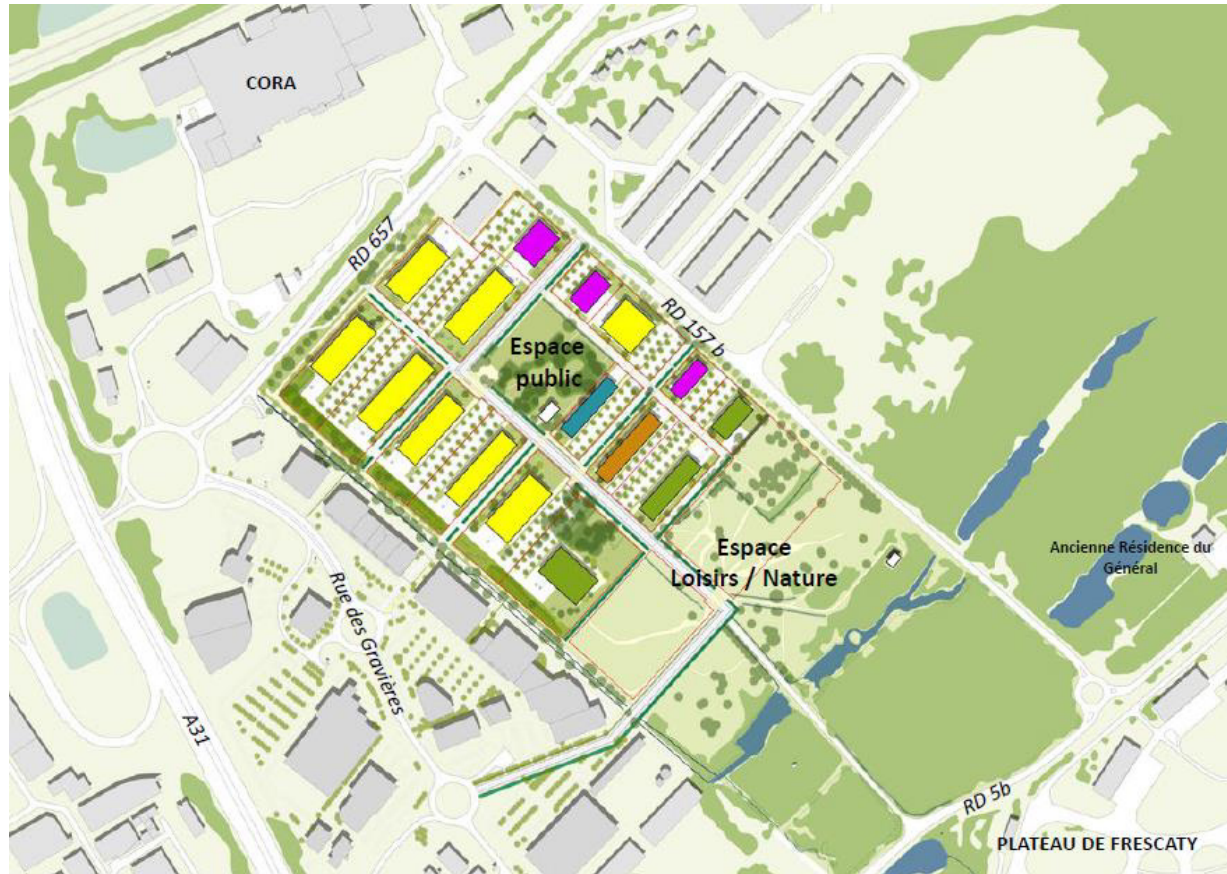 CORA
RD 657
RD 157 b
Espace
public
Espace
Loisirs / Nature
Ancienne Résidence du
Général
Rue des Gravières
A31
RD 5b
PLATEAU DE FRESCATY